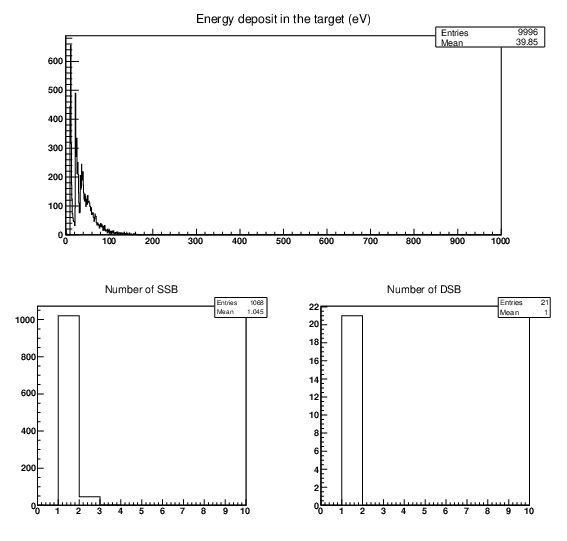 Energy deposit in the target (eV)
Entries 9996
Mean 39.85
600
500
400
300
200
100
0
0 100 200 300 400 500 600 700 800 900 1000
Number of SSB
Entries 1068
Mean 1.045
1000
800
600
400
200
0
0 1 2 3 4 5 6 7 8 9 10
Number of DSB
Entries 21
Mean 1
22
20
18
16
14
12
10
8
6
4
2
0
0 1 2 3 4 5 6 7 8 9 10